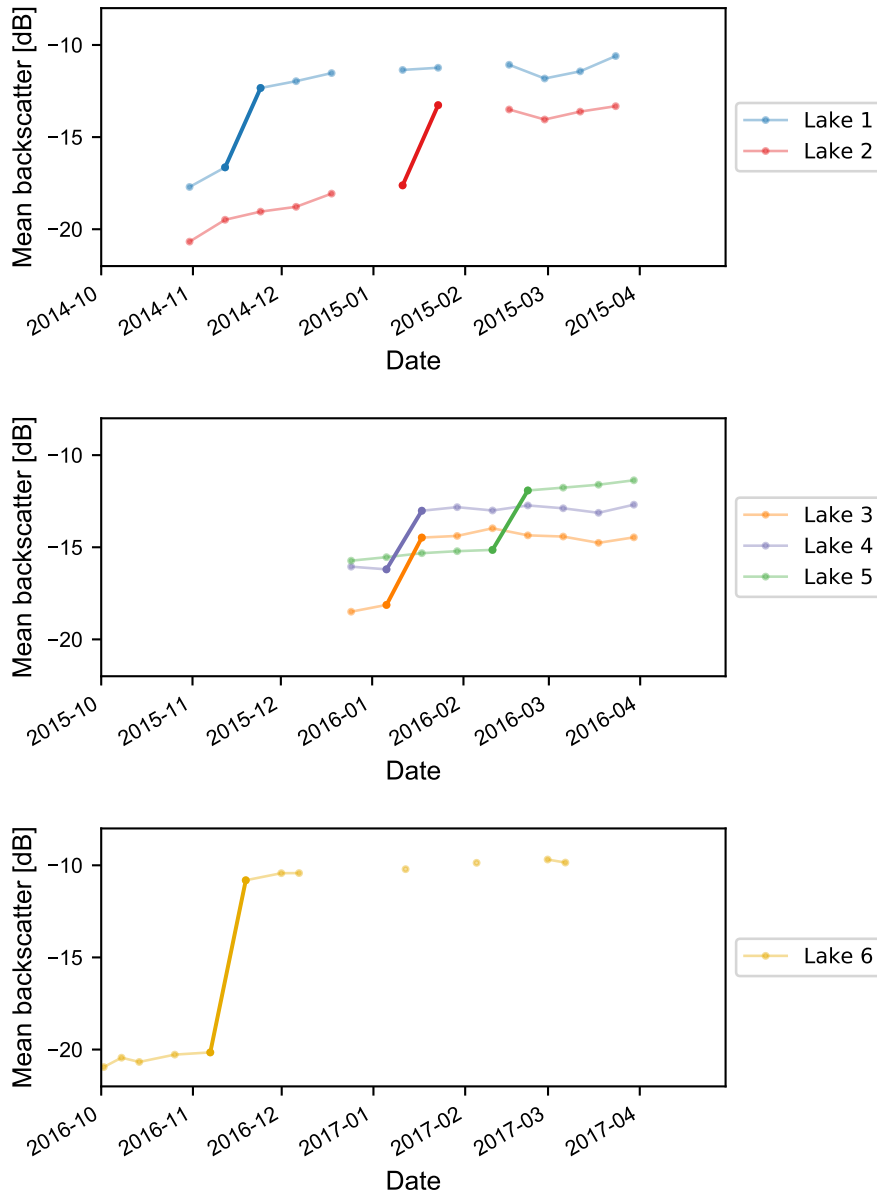 Mean backscatter [dB]
−10
−15
−20
2014-10
2014-11
2014-12
2015-01
2015-02
2015-03
2015-04
Date
Lake 1
Lake 2
Mean backscatter [dB]
−10
−15
−20
2015-10
2015-11
2015-12
2016-01
2016-02
2016-03
2016-04
Date
Lake 3
Lake 4
Lake 5
Mean backscatter [dB]
−10
−15
−20
2016-10
2016-11
2016-12
2017-01
2017-02
2017-03
2017-04
Date
Lake 6